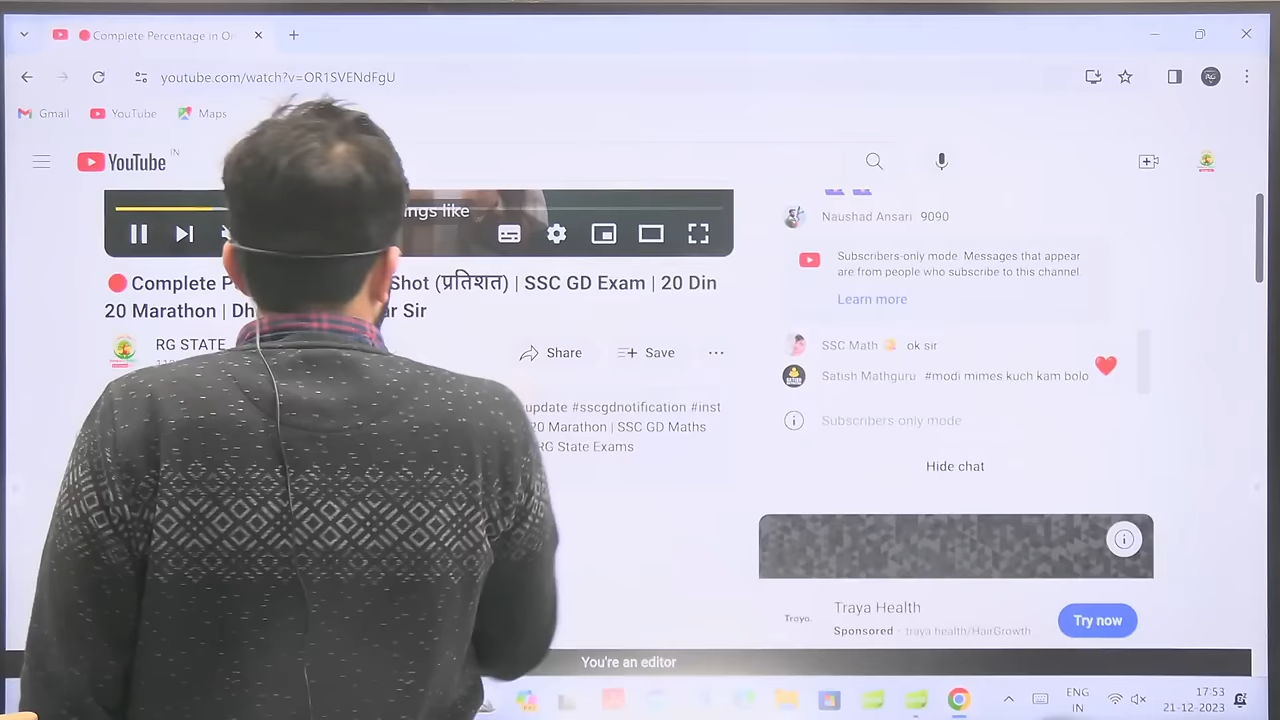 Complete Percentage in On
youtube.com/watch?v=OR1SVENdFgU
RG
Gmail
YouTube
Maps
YouTube IN
ings like
Complete P Shot (प्रतिशत) | SSC GD Exam | 20 Din
20 Marathon | Dh ar Sir
RG STATE
Share
Save
update #sscgdnotification #inst
20 Marathon | SSC GD Maths
RG State Exams
Naushad Ansari 9090
Subscribers-only mode. Messages that appear
are from people who subscribe to this channel.
Learn more
SSC Math ok sir
Satish Mathguru #modi mimes kuch kam bolo
Subscribers-only mode
Hide chat
Traya.
Traya Health
Sponsored · traya.health/HairGrowth
Try now
You're an editor
ENG
IN
17:53
21-12-2023